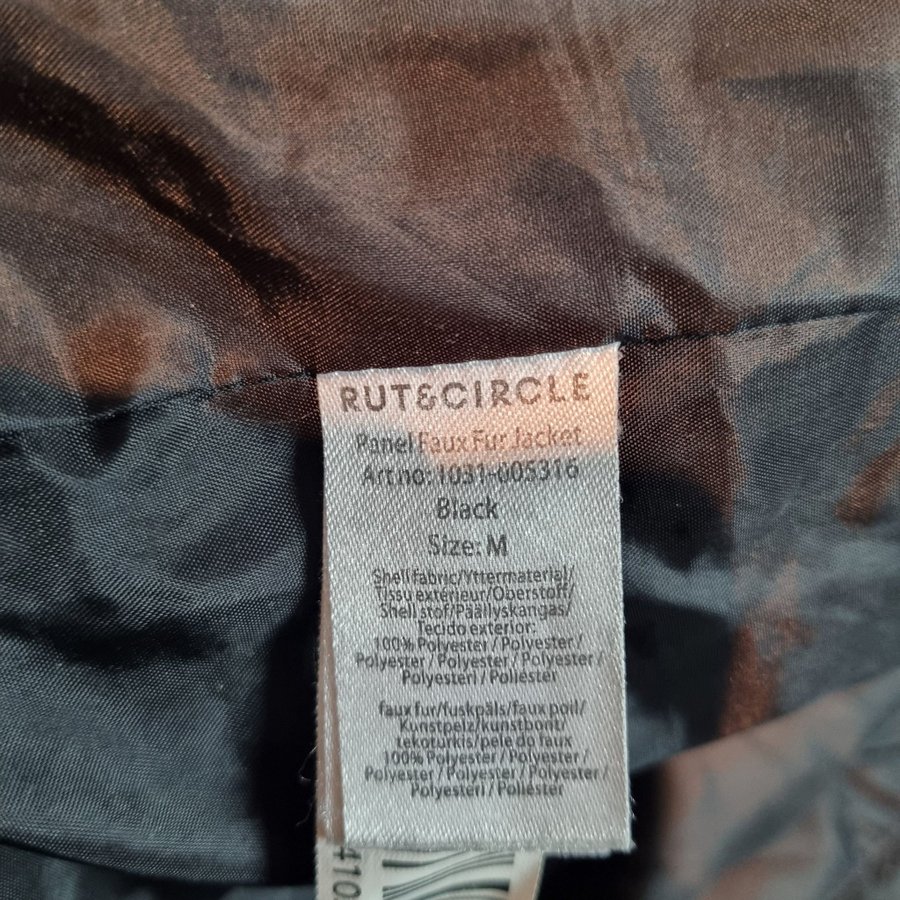 RUT&CIRCLE
Panel Faux Fur Jacket
Art no: 1031-005316
Black
Size: M
Shell fabric/Yttermaterial/
Tissu extérieur/Oberstoff/
Shell stof/Päällyskangas/
Tecido exterior:
100% Polyester / Polyester /
Polyester / Polyester / Polyester /
Polyesteri / Poliéster
faux fur/fuskpäls/faux poil/
Kunstpelz/kunstbont/
tekoturkis/pele do faux
100% Polyester / Polyester /
Polyester / Polyester / Polyester /
Polyesteri / Poliéster